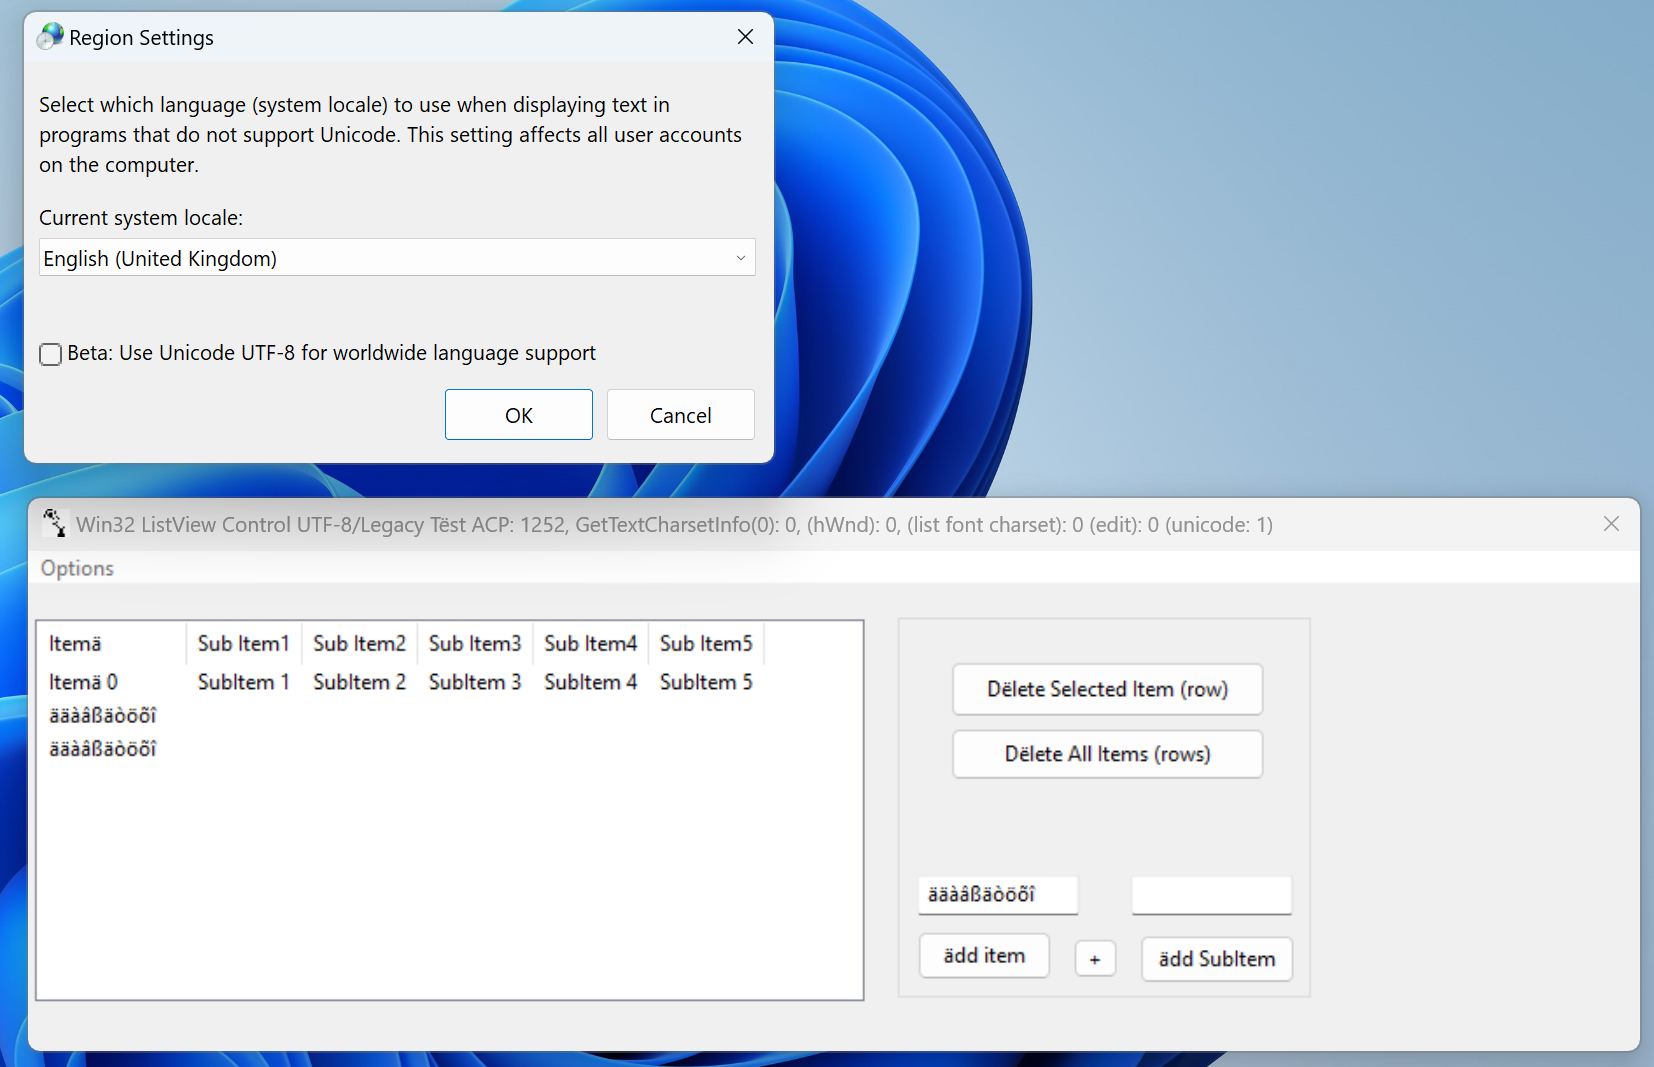 Region Settings
Select which language (system locale) to use when displaying text in
programs that do not support Unicode. This setting affects all user accounts
on the computer.
Current system locale:
English (United Kingdom)
Beta: Use Unicode UTF-8 for worldwide language support
OK Cancel
Win32 ListView Control UTF-8/Legacy Tëst ACP: 1252, GetTextCharsetInfo(0): 0, (hWnd): 0, (list font charset): 0 (edit): 0 (unicode: 1)
Options
Itemä Sub Item1 Sub Item2 Sub Item3 Sub Item4 Sub Item5
Itemä 0 SubItem 1 SubItem 2 SubItem 3 SubItem 4 SubItem 5
ääàâßäòöõî
ääàâßäòöõî
Dëlete Selected Item (row)
Dëlete All Items (rows)
ääàâßäòöõî
ädd item + ädd SubItem